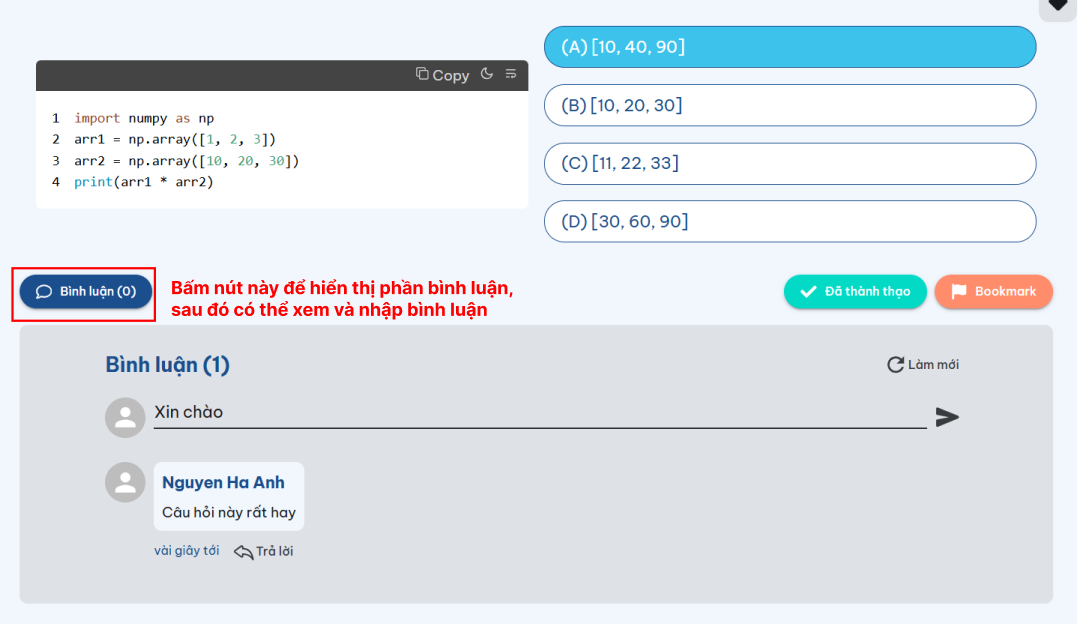 Copy
1 import numpy as np
2 arr1 = np.array([1, 2, 3])
3 arr2 = np.array([10, 20, 30])
4 print(arr1 * arr2)
(A) [10, 40, 90]
(B) [10, 20, 30]
(C) [11, 22, 33]
(D) [30, 60, 90]
Bình luận (0)
Bấm nút này để hiển thị phần bình luận,
sau đó có thể xem và nhập bình luận
Đã thành thạo
Bookmark
Bình luận (1)
Làm mới
Xin chào
Nguyen Ha Anh
Câu hỏi này rất hay
vài giây tới
Trả lời